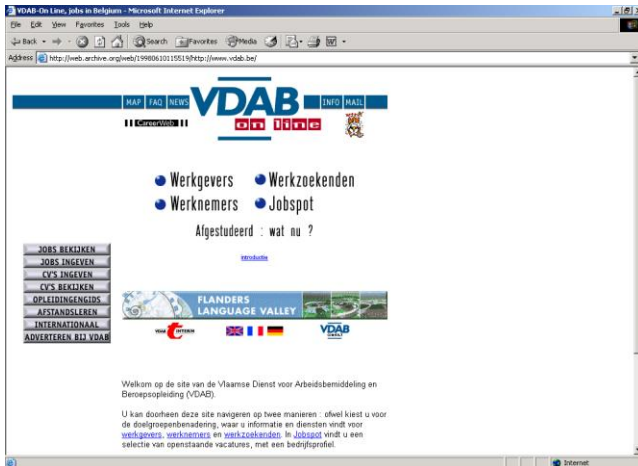 VDAB-On Line, jobs in Belgium - Microsoft Internet Explorer
File Edit View Favorites Tools Help
Back Search Favorites Media
Address http://web.archive.org/web/19980610115519/http://www.vdab.be/
MAP FAQ NEWS VDAB INFO MAIL
CareerWeb on line
Werkgevers Werkzoekenden
Werknemers Jobspot
Afgestudeerd : wat nu ?
introductie
JOBS BEKIJKEN
JOBS INGEVEN
CV'S INGEVEN
CV'S BEKIJKEN
OPLEIDINGENGIDS
AFSTANDSLEREN
INTERNATIONAAL
ADVERTEREN BIJ VDAB
FLANDERS
LANGUAGE VALLEY
VDAB INTERIM VDAB
Welkom op de site van de Vlaamse Dienst voor Arbeidsbemiddeling en
Beroepsopleiding (VDAB).
U kan doorheen deze site navigeren op twee manieren : ofwel kiest u voor
de doelgroepenbenadering, waar u informatie en diensten vindt voor
werkgevers, werknemers en werkzoekenden. In Jobspot vindt u een
selectie van openstaande vacatures, met een bedrijfsprofiel.
Internet